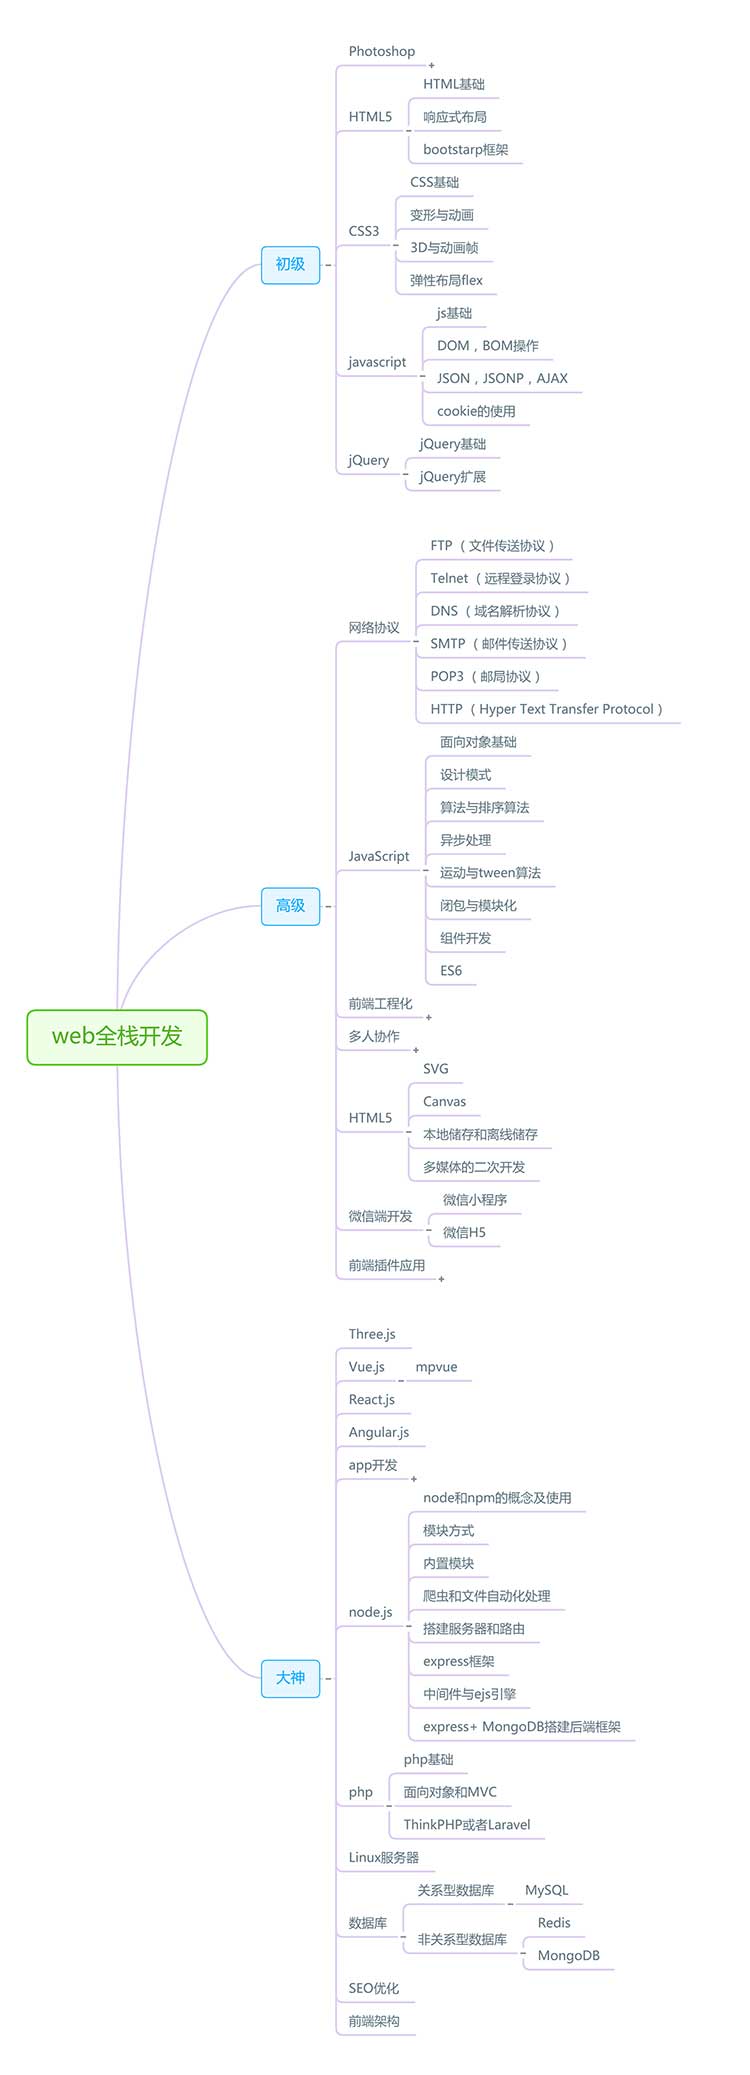 Photoshop
HTML基础
HTML5
响应式布局
bootstarp框架
CSS基础
变形与动画
CSS3
3D与动画帧
初级
弹性布局flex
js基础
DOM，BOM操作
javascript
JSON，JSONP，AJAX
cookie的使用
jQuery基础
jQuery
jQuery扩展
FTP（文件传送协议）
Telnet（远程登录协议）
DNS（域名解析协议）
网络协议
SMTP（邮件传送协议）
POP3（邮局协议）
HTTP（Hyper Text Transfer Protocol）
面向对象基础
设计模式
算法与排序算法
异步处理
JavaScript
运动与tween算法
高级
闭包与模块化
组件开发
ES6
前端工程化
web全栈开发
多人协作
SVG
Canvas
HTML5
本地储存和离线储存
多媒体的二次开发
微信小程序
微信端开发
微信H5
前端插件应用
Three.js
Vue.js
mpvue
React.js
Angular.js
app开发
node和npm的概念及使用
模块方式
内置模块
爬虫和文件自动化处理
node.js
搭建服务器和路由
express框架
大神
中间件与ejs引擎
express+ MongoDB搭建后端框架
php基础
php
面向对象和MVC
ThinkPHP或者Laravel
Linux服务器
关系型数据库
MySQL
数据库
非关系型数据库
Redis
MongoDB
SEO优化
前端架构